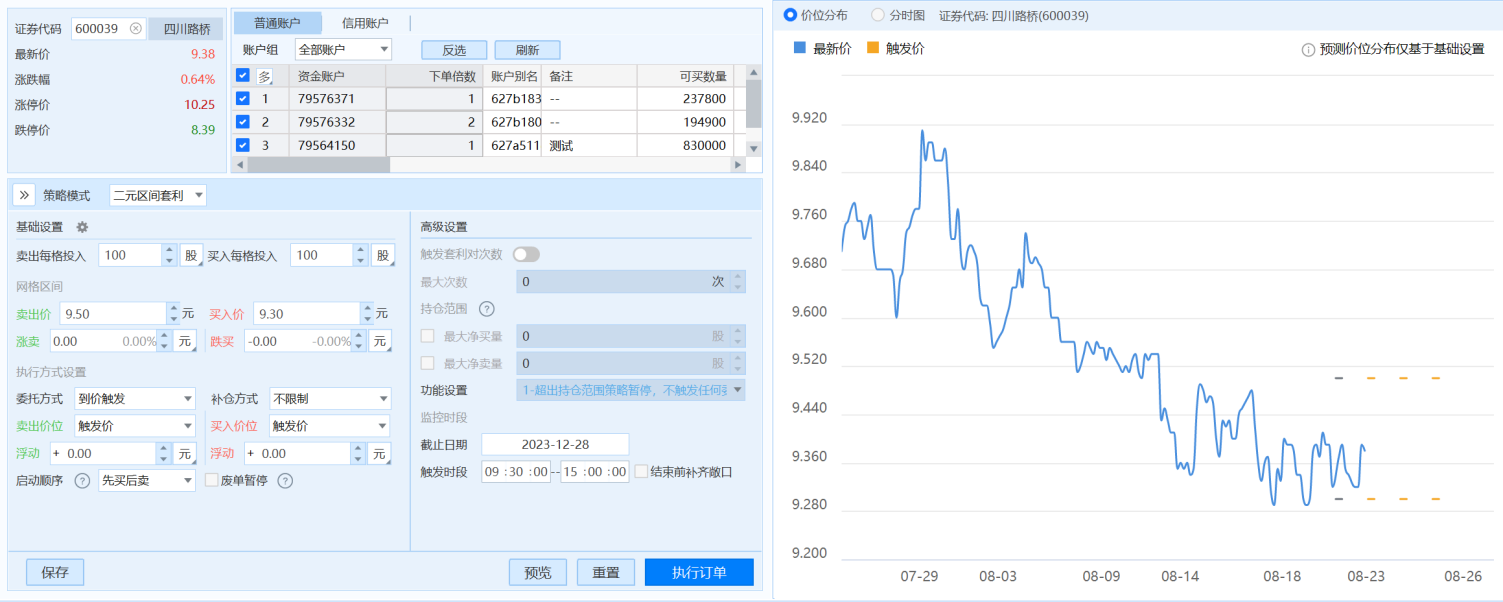 证券代码 600039 四川路桥
最新价 9.38
涨跌幅 0.64%
涨停价 10.25
跌停价 8.39
普通账户 信用账户
账户组 全部账户 反选 刷新
多 资金账户 下单倍数 账户别名 备注 可买数量
1 79576371 1 627b183 -- 237800
2 79576332 2 627b180 -- 194900
3 79564150 1 627a511 测试 830000
策略模式 二元区间套利
基础设置
卖出每格投入 100 股 买入每格投入 100 股
网格区间
卖出价 9.50 元 买入价 9.30 元
涨卖 0.00 0.00% 元 跌买 -0.00 -0.00% 元
执行方式设置
委托方式 到价触发 补仓方式 不限制
卖出价位 触发价 买入价位 触发价
浮动 + 0.00 元 浮动 + 0.00 元
启动顺序 ? 先买后卖 废单暂停 ?
高级设置
触发套利对次数
最大次数 0 次
持仓范围 ?
最大净买量 0 股
最大净卖量 0 股
功能设置 1-超出持仓范围策略暂停，不触发任何
监控时段
截止日期 2023-12-28
触发时段 09 :30 :00 -- 15 :00 :00 结束前补齐敞口
保存 预览 重置 执行订单
价位分布 分时图 证券代码: 四川路桥(600039)
最新价 触发价 预测价位分布仅基于基础设置
9.920
9.840
9.760
9.680
9.600
9.520
9.440
9.360
9.280
9.200
07-29 08-03 08-09 08-14 08-18 08-23 08-26